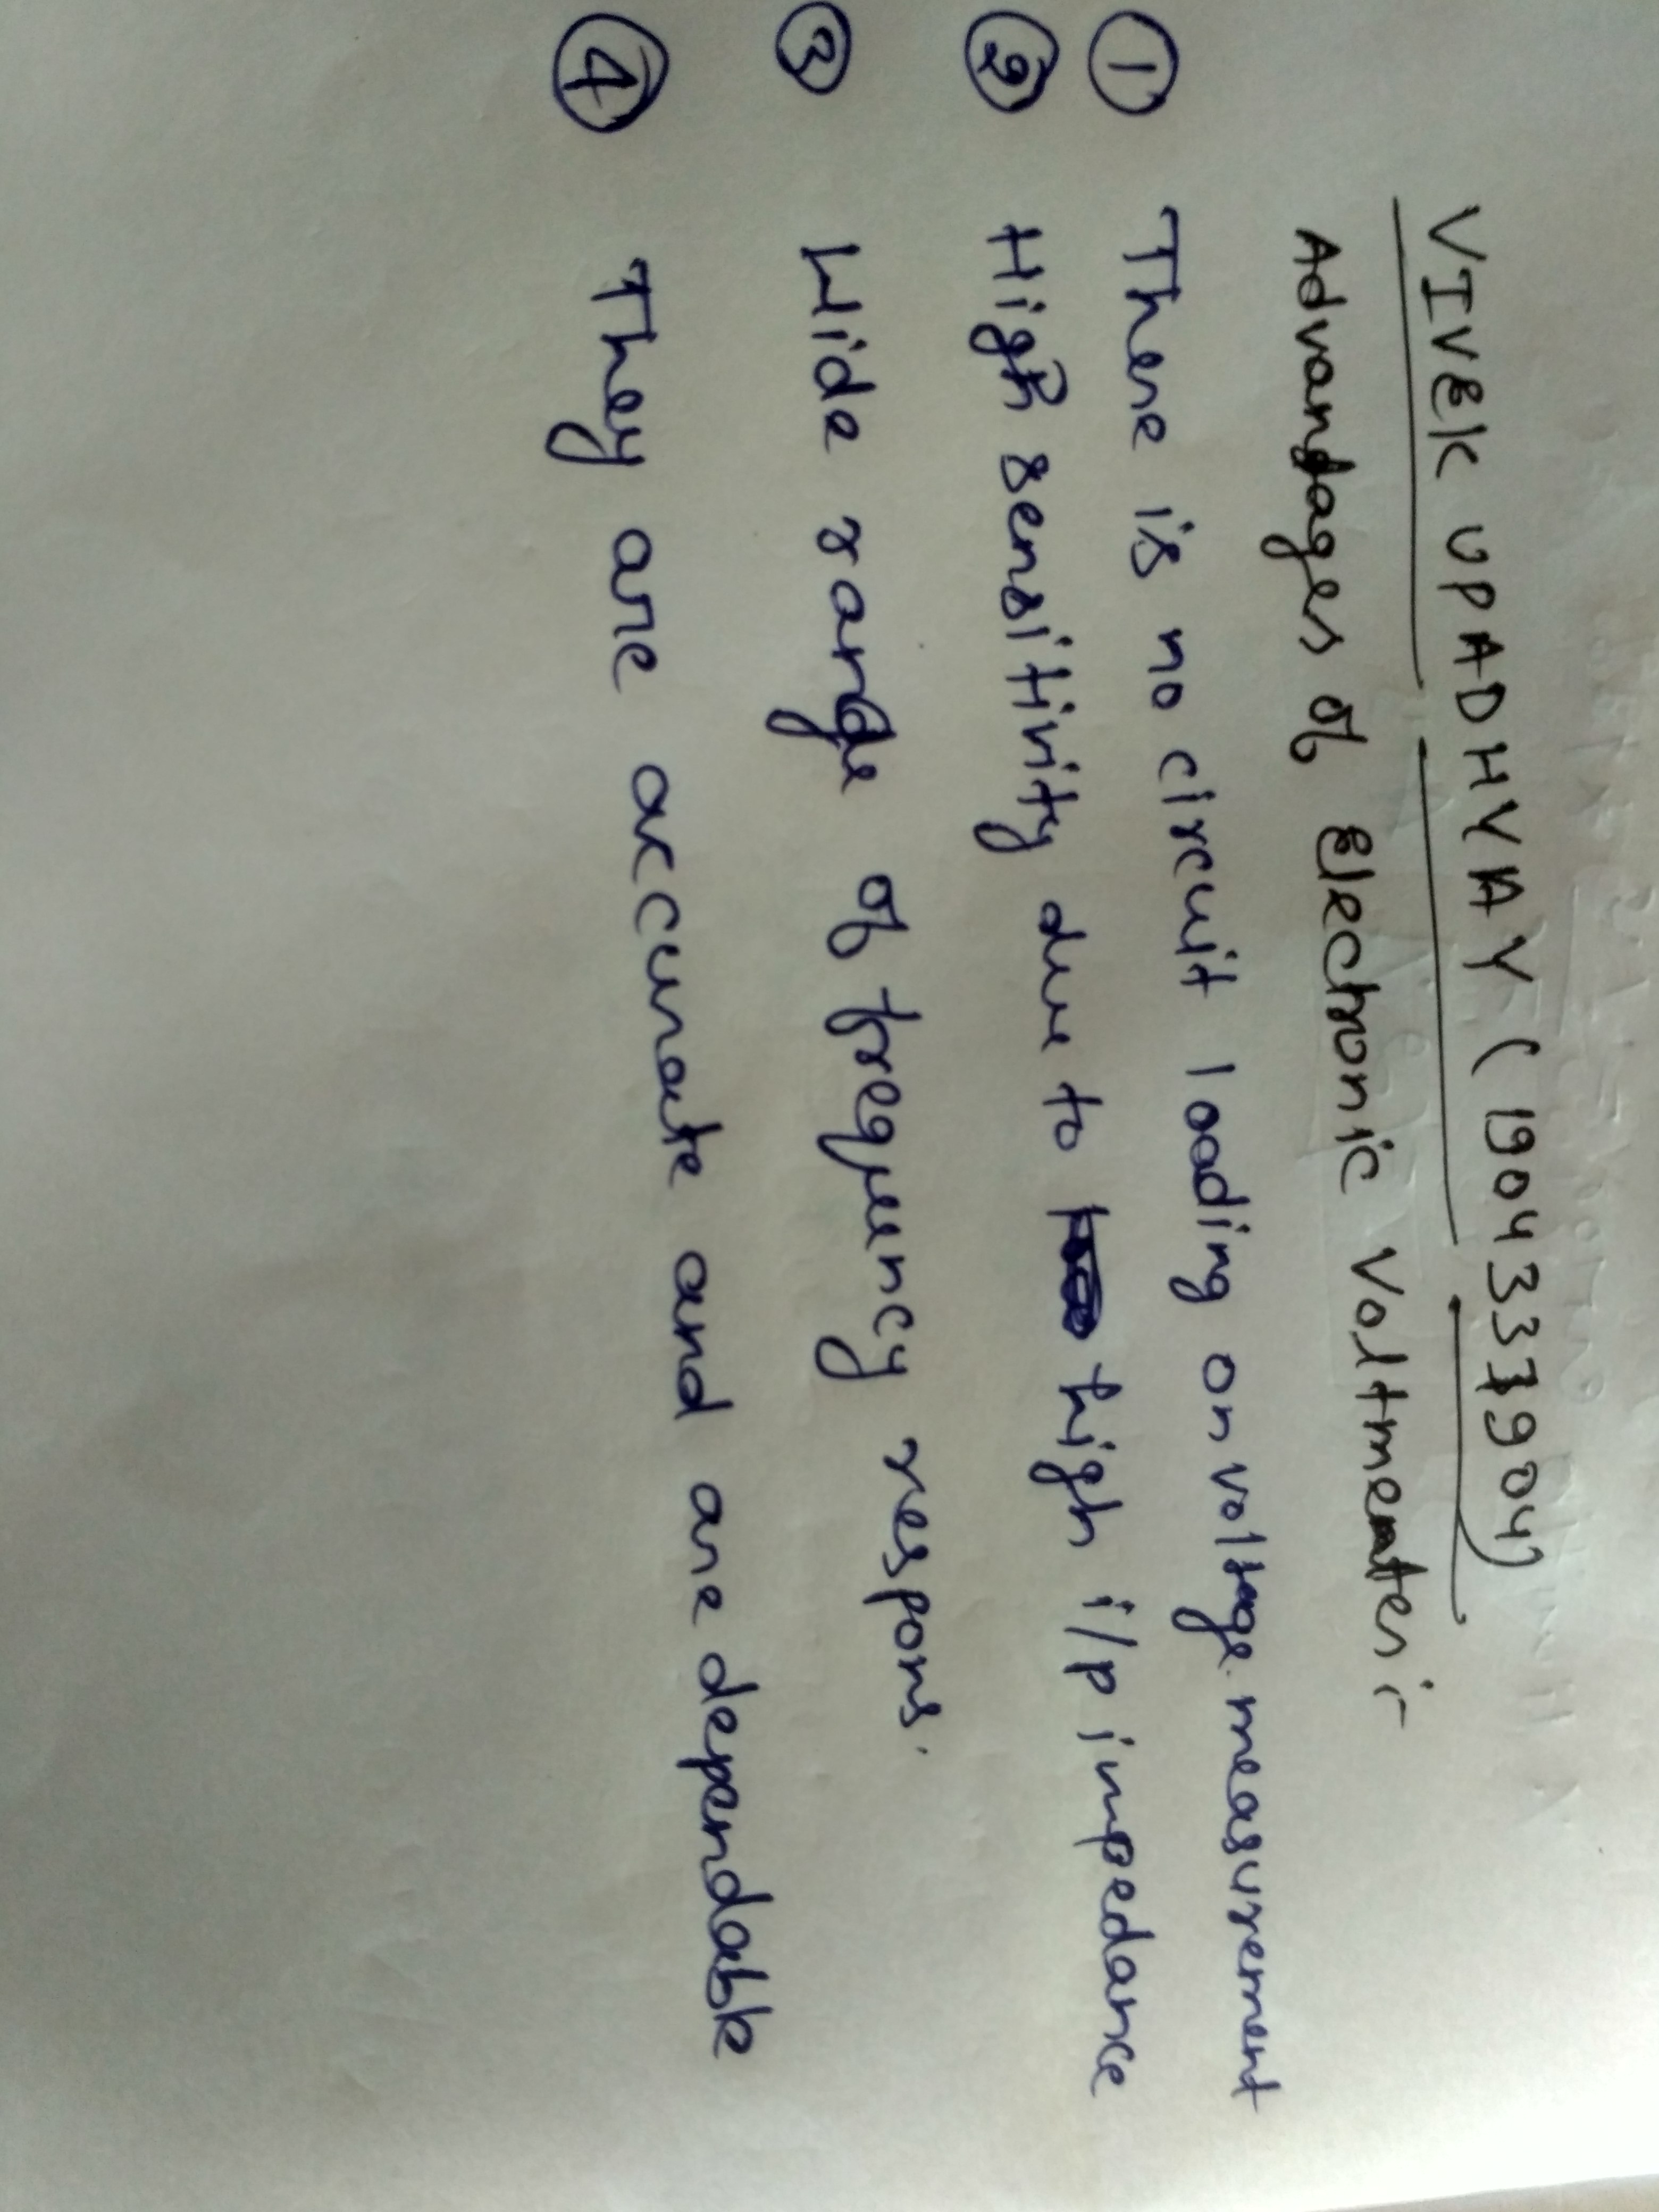 VIVEK UPADHYAY (1904337904)
Advandages of Electronic Voltmeter :-
① There is no circuit loading on voltage measurement
② High sensitivity due to high i/p impedance
③ Wide range of frequency respons.
④ They are accurate and are dependable